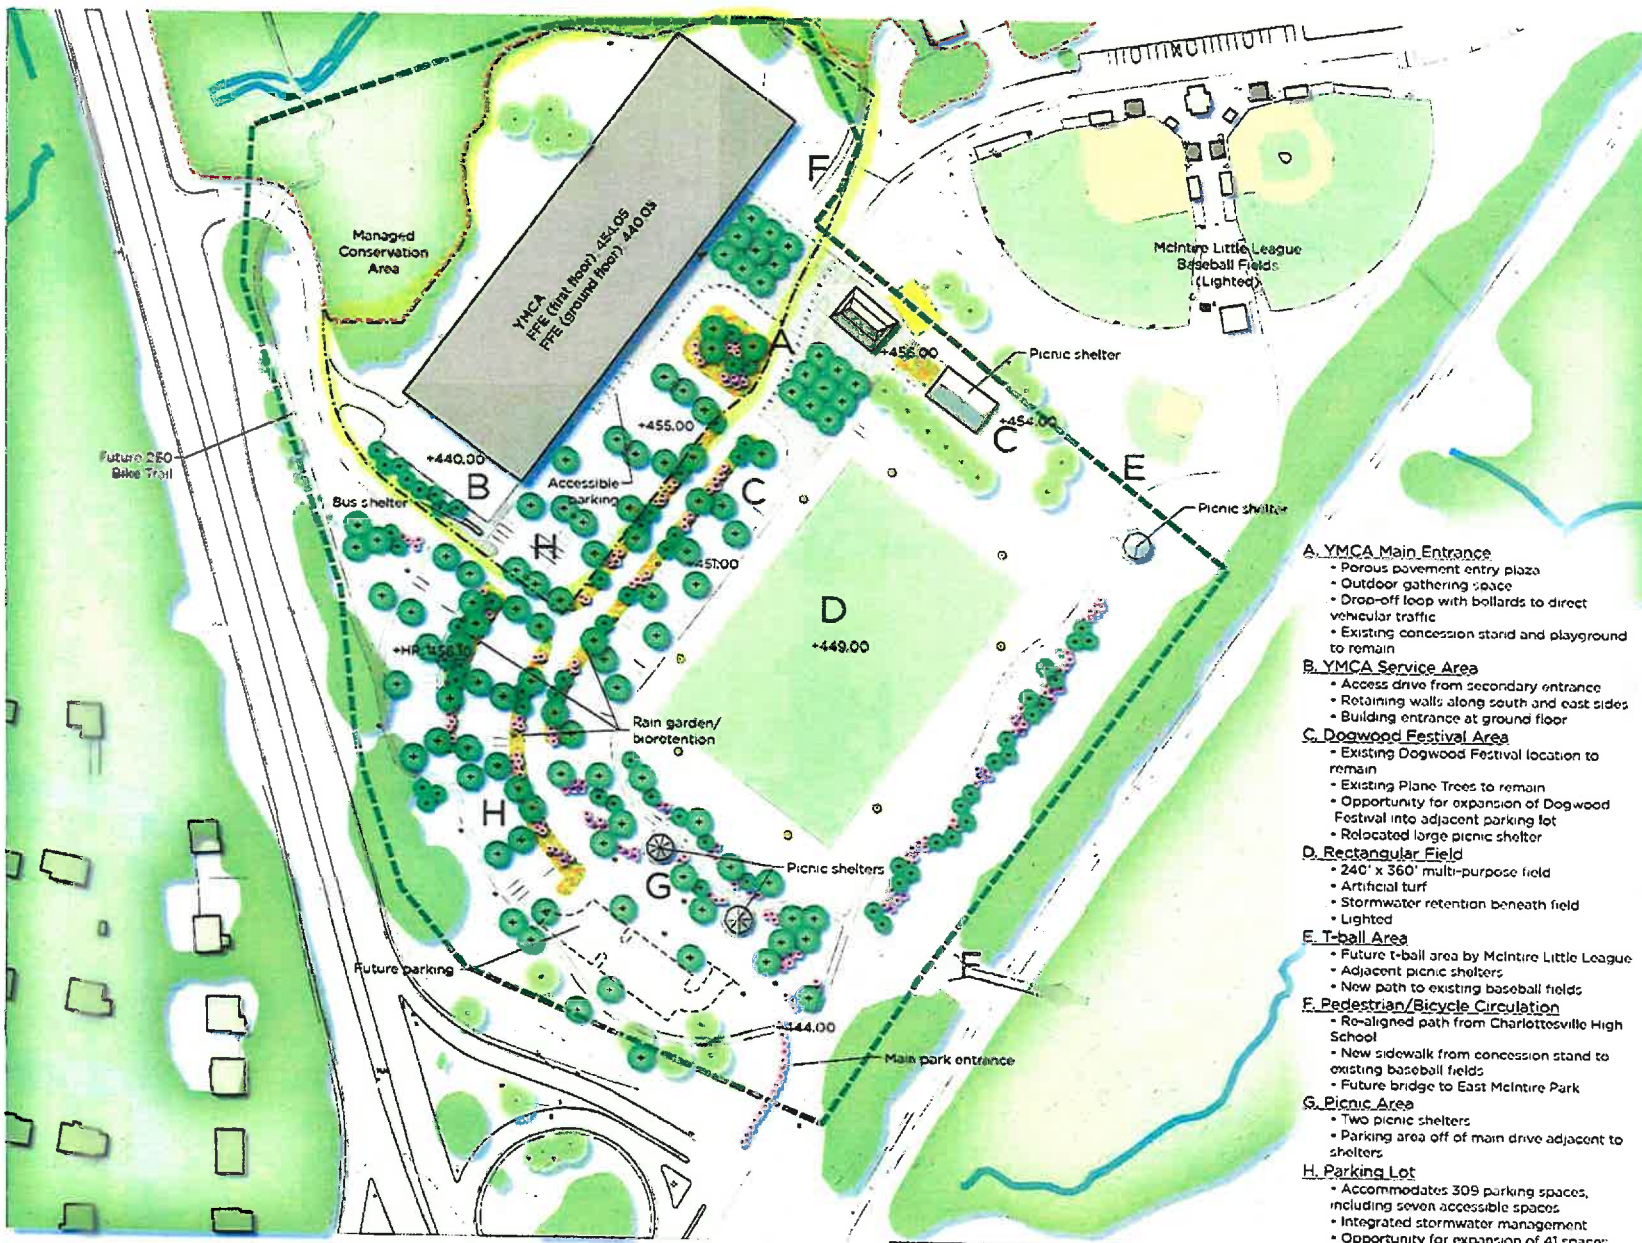 F
McIntire Little League
Baseball Fields
(Lighted)
Managed
Conservation
Area
YMCA
FFE (first floor) 454.05
FFE (ground floor) 440.03
A
+456.00
Picnic shelter
+454.00
C
E
+455.00
Future 250
Bike Trail
+440.00
B
Accessible
parking
C
Bus shelter
Picnic shelter
H
451.00
D
+449.00
Rain garden/
bioretention
H
Picnic shelters
G
Future parking
F
444.00
Main park entrance
A. YMCA Main Entrance
• Porous pavement entry plaza
• Outdoor gathering space
• Drop-off loop with bollards to direct
vehicular traffic
• Existing concession stand and playground
to remain
B. YMCA Service Area
• Access drive from secondary entrance
• Retaining walls along south and east sides
• Building entrance at ground floor
C. Dogwood Festival Area
• Existing Dogwood Festival location to
remain
• Existing Plane Trees to remain
• Opportunity for expansion of Dogwood
Festival into adjacent parking lot
• Relocated large picnic shelter
D. Rectangular Field
• 240' x 360' multi-purpose field
• Artificial turf
• Stormwater retention beneath field
• Lighted
E. T-ball Area
• Future t-ball area by McIntire Little League
• Adjacent picnic shelters
• New path to existing baseball fields
F. Pedestrian/Bicycle Circulation
• Re-aligned path from Charlottesville High
School
• New sidewalk from concession stand to
existing baseball fields
• Future bridge to East McIntire Park
G. Picnic Area
• Two picnic shelters
• Parking area off of main drive adjacent to
shelters
H. Parking Lot
• Accommodates 309 parking spaces,
including seven accessible spaces
• Integrated stormwater management
• Opportunity for expansion of 41 spaces